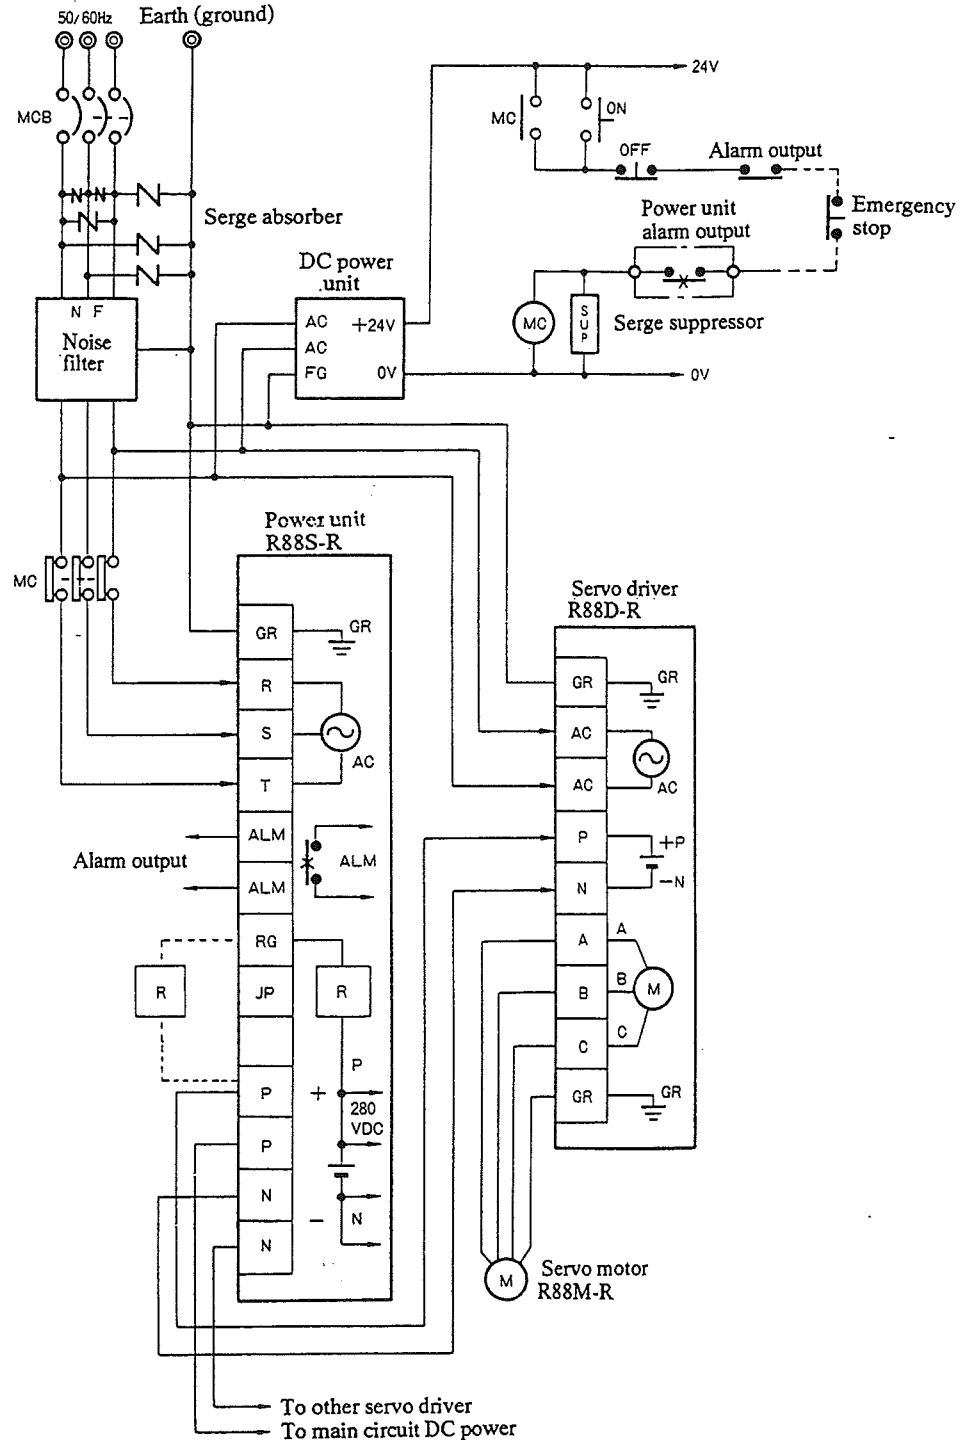 50/60Hz
Earth (ground)
MCB
N N
Serge absorber
N F
Noise
filter
DC power
unit
AC
+24V
AC
FG
0V
24V
MC
ON
OFF
Alarm output
Emergency
stop
Power unit
alarm output
MC
SUP
Serge suppressor
0V
MC
Power unit
R88S-R
GR
GR
R
S
AC
T
ALM
Alarm output
ALM
ALM
RG
R
JP
R
P
P
+
280
VDC
P
N
-
N
N
Servo driver
R88D-R
GR
GR
AC
AC
AC
P
+P
N
-N
A
A
B
B
M
C
C
GR
GR
M
Servo motor
R88M-R
To other servo driver
To main circuit DC power